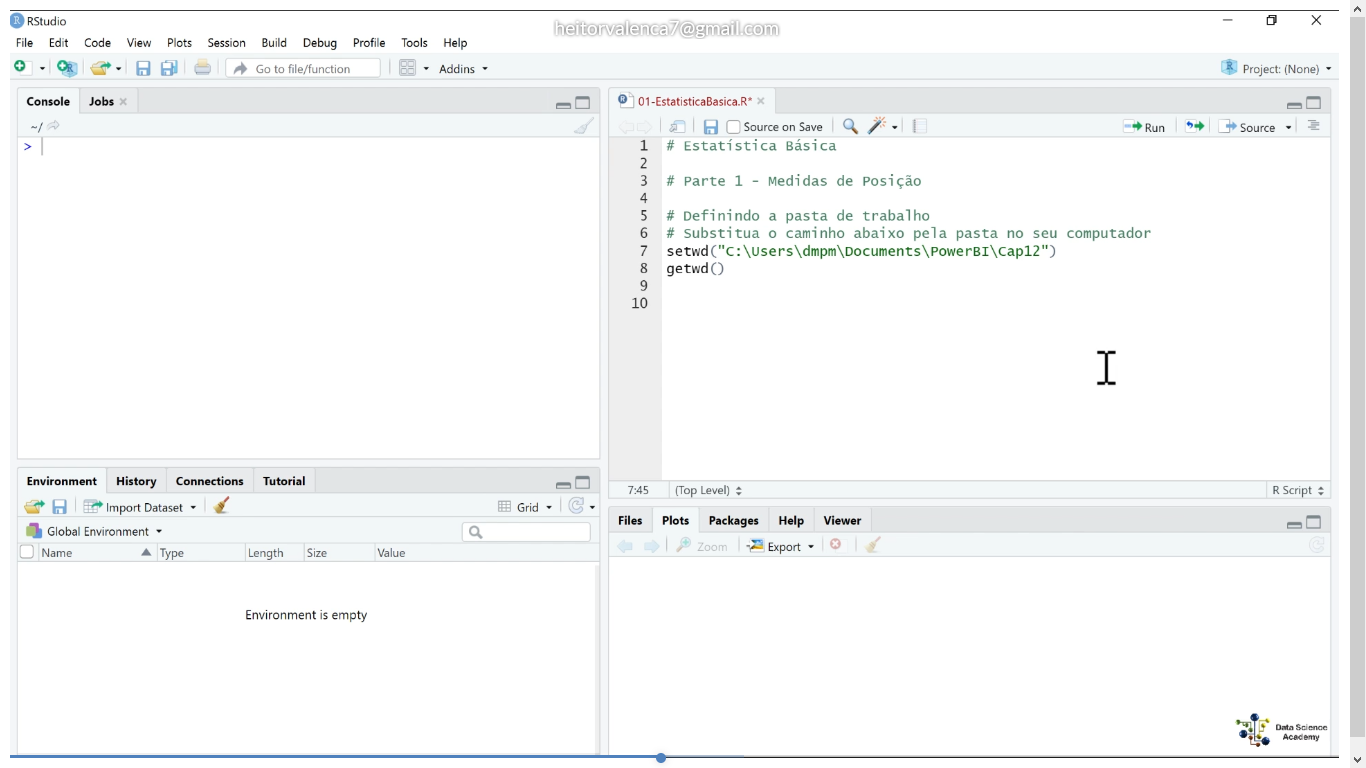 RStudio
heitorvalenca7@gmail.com
File Edit Code View Plots Session Build Debug Profile Tools Help
Go to file/function Addins Project: (None)
Console Jobs
~/
>
01-EstatisticaBasica.R*
Source on Save Run Source
1 # Estatística Básica
2
3 # Parte 1 - Medidas de Posição
4
5 # Definindo a pasta de trabalho
6 # Substitua o caminho abaixo pela pasta no seu computador
7 setwd("C:\Users\dmpm\Documents\PowerBI\Cap12")
8 getwd()
9
10
7:45 (Top Level) R Script
Environment History Connections Tutorial
Import Dataset Grid
Global Environment
Name Type Length Size Value
Environment is empty
Files Plots Packages Help Viewer
Zoom Export
Data Science
Academy